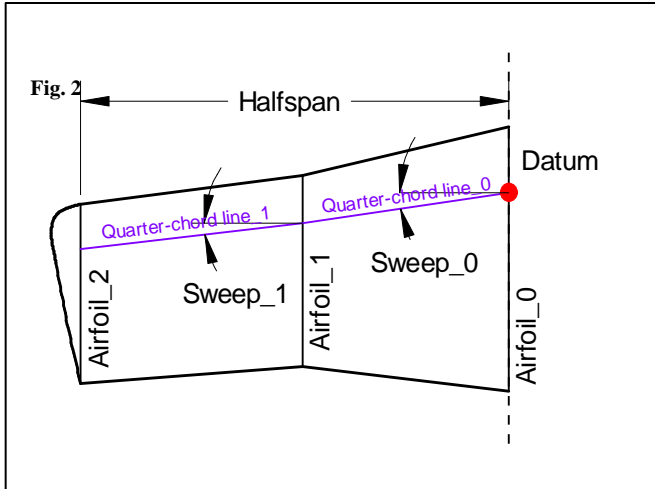 Fig. 2
Halfspan
Datum
Quarter-chord line_0
Quarter-chord line_1
Sweep_0
Sweep_1
Airfoil_2
Airfoil_1
Airfoil_0